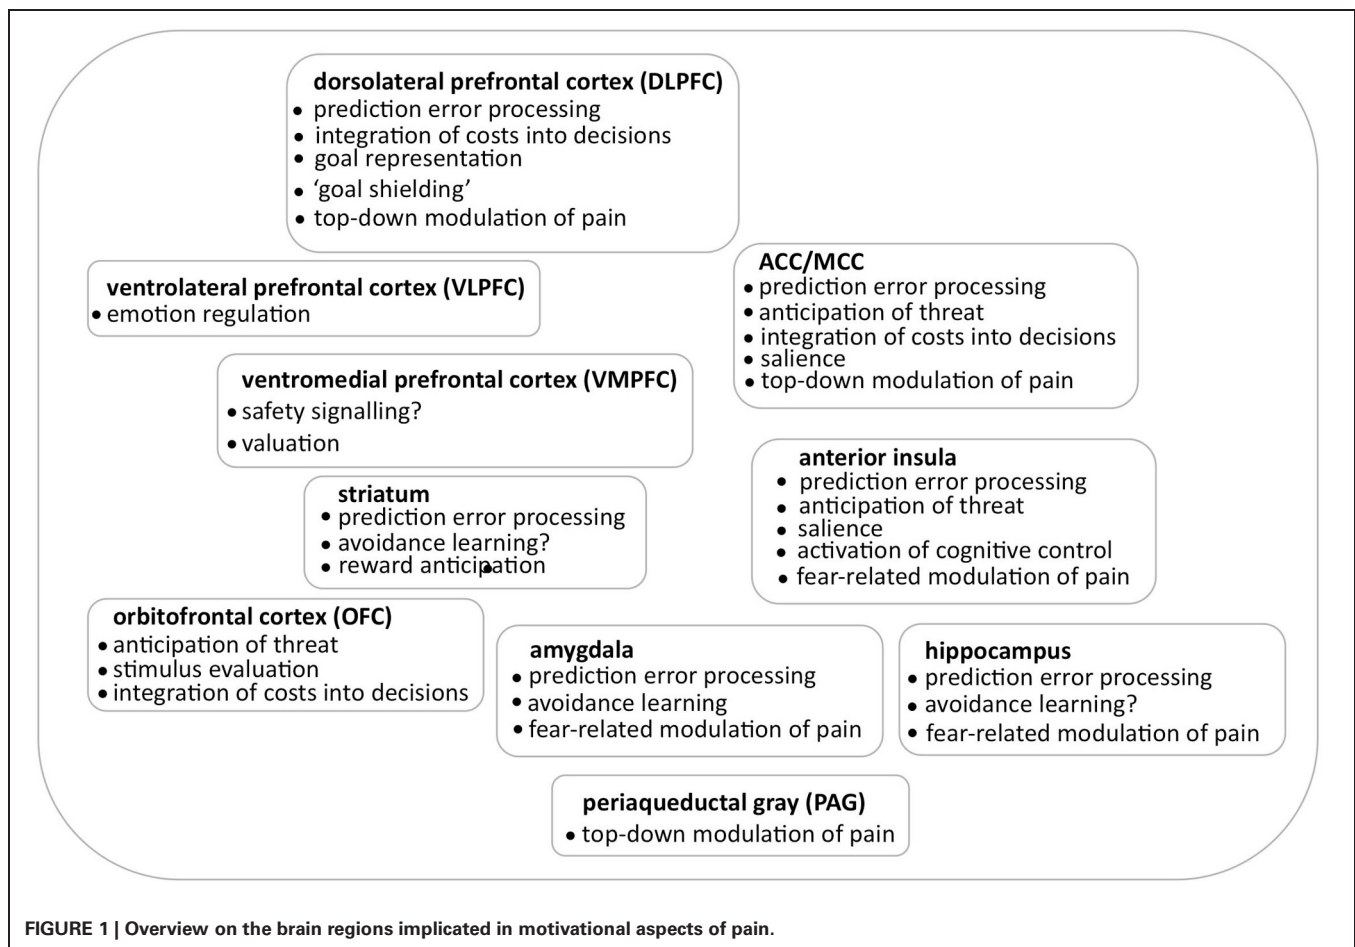 dorsolateral prefrontal cortex (DLPFC)
• prediction error processing
• integration of costs into decisions
• goal representation
• ‘goal shielding’
• top-down modulation of pain
ventrolateral prefrontal cortex (VLPFC)
• emotion regulation
ACC/MCC
• prediction error processing
• anticipation of threat
• integration of costs into decisions
• salience
• top-down modulation of pain
ventromedial prefrontal cortex (VMPFC)
• safety signalling?
• valuation
anterior insula
• prediction error processing
• anticipation of threat
• salience
• activation of cognitive control
• fear-related modulation of pain
striatum
• prediction error processing
• avoidance learning?
• reward anticipation
orbitofrontal cortex (OFC)
• anticipation of threat
• stimulus evaluation
• integration of costs into decisions
amygdala
• prediction error processing
• avoidance learning
• fear-related modulation of pain
hippocampus
• prediction error processing
• avoidance learning?
• fear-related modulation of pain
periaqueductal gray (PAG)
• top-down modulation of pain
FIGURE 1 | Overview on the brain regions implicated in motivational aspects of pain.